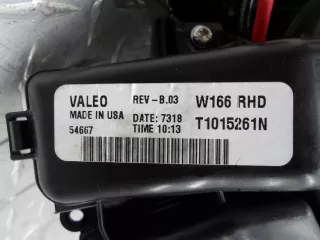 VALEO REV-B.03 W166 RHD
MADE IN USA DATE: 7318 T1015261N
54667 TIME 10:13